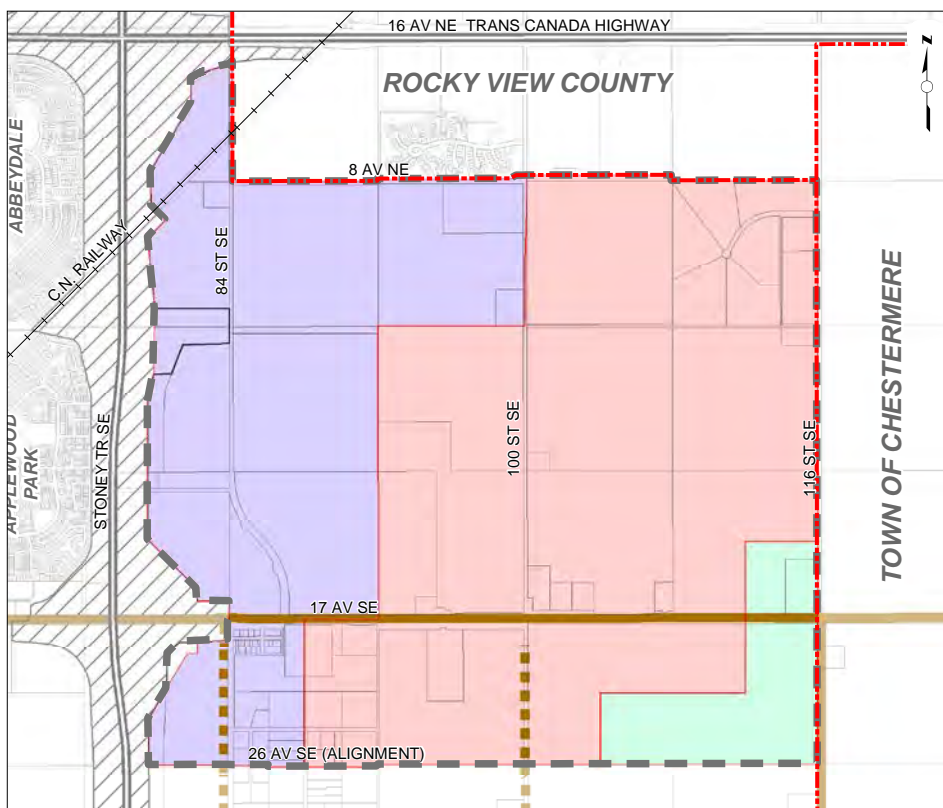 16 AV NE TRANS CANADA HIGHWAY
ROCKY VIEW COUNTY
N
ABBEYDALE
8 AV NE
C.N. RAILWAY
84 ST SE
TOWN OF CHESTERMERE
APPLEWOOD
PARK
STONEY TR SE
100 ST SE
116 ST SE
17 AV SE
26 AV SE (ALIGNMENT)